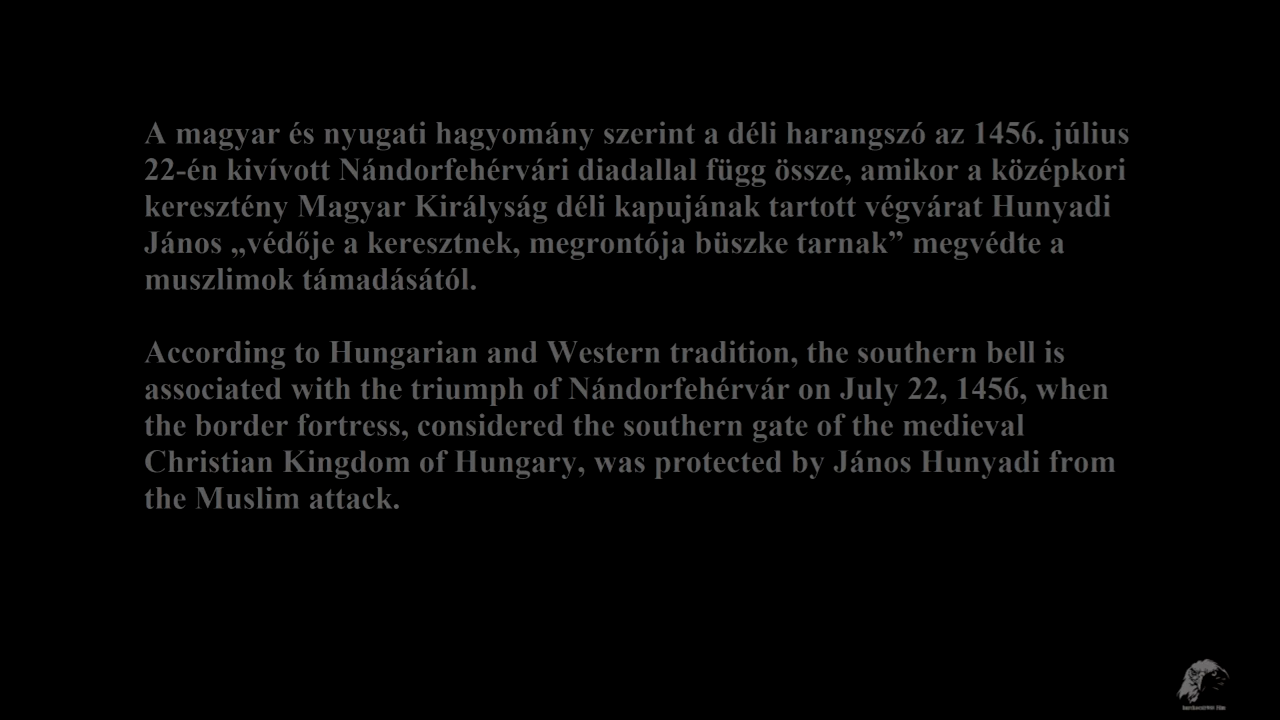 A magyar és nyugati hagyomány szerint a déli harangszó az 1456. július
22-én kivívott Nándorfehérvári diadallal függ össze, amikor a középkori
keresztény Magyar Királyság déli kapujának tartott végvárat Hunyadi
János „védője a keresztnek, megrontója büszke tarnak” megvédte a
muszlimok támadásától.
According to Hungarian and Western tradition, the southern bell is
associated with the triumph of Nándorfehérvár on July 22, 1456, when
the border fortress, considered the southern gate of the medieval
Christian Kingdom of Hungary, was protected by János Hunyadi from
the Muslim attack.